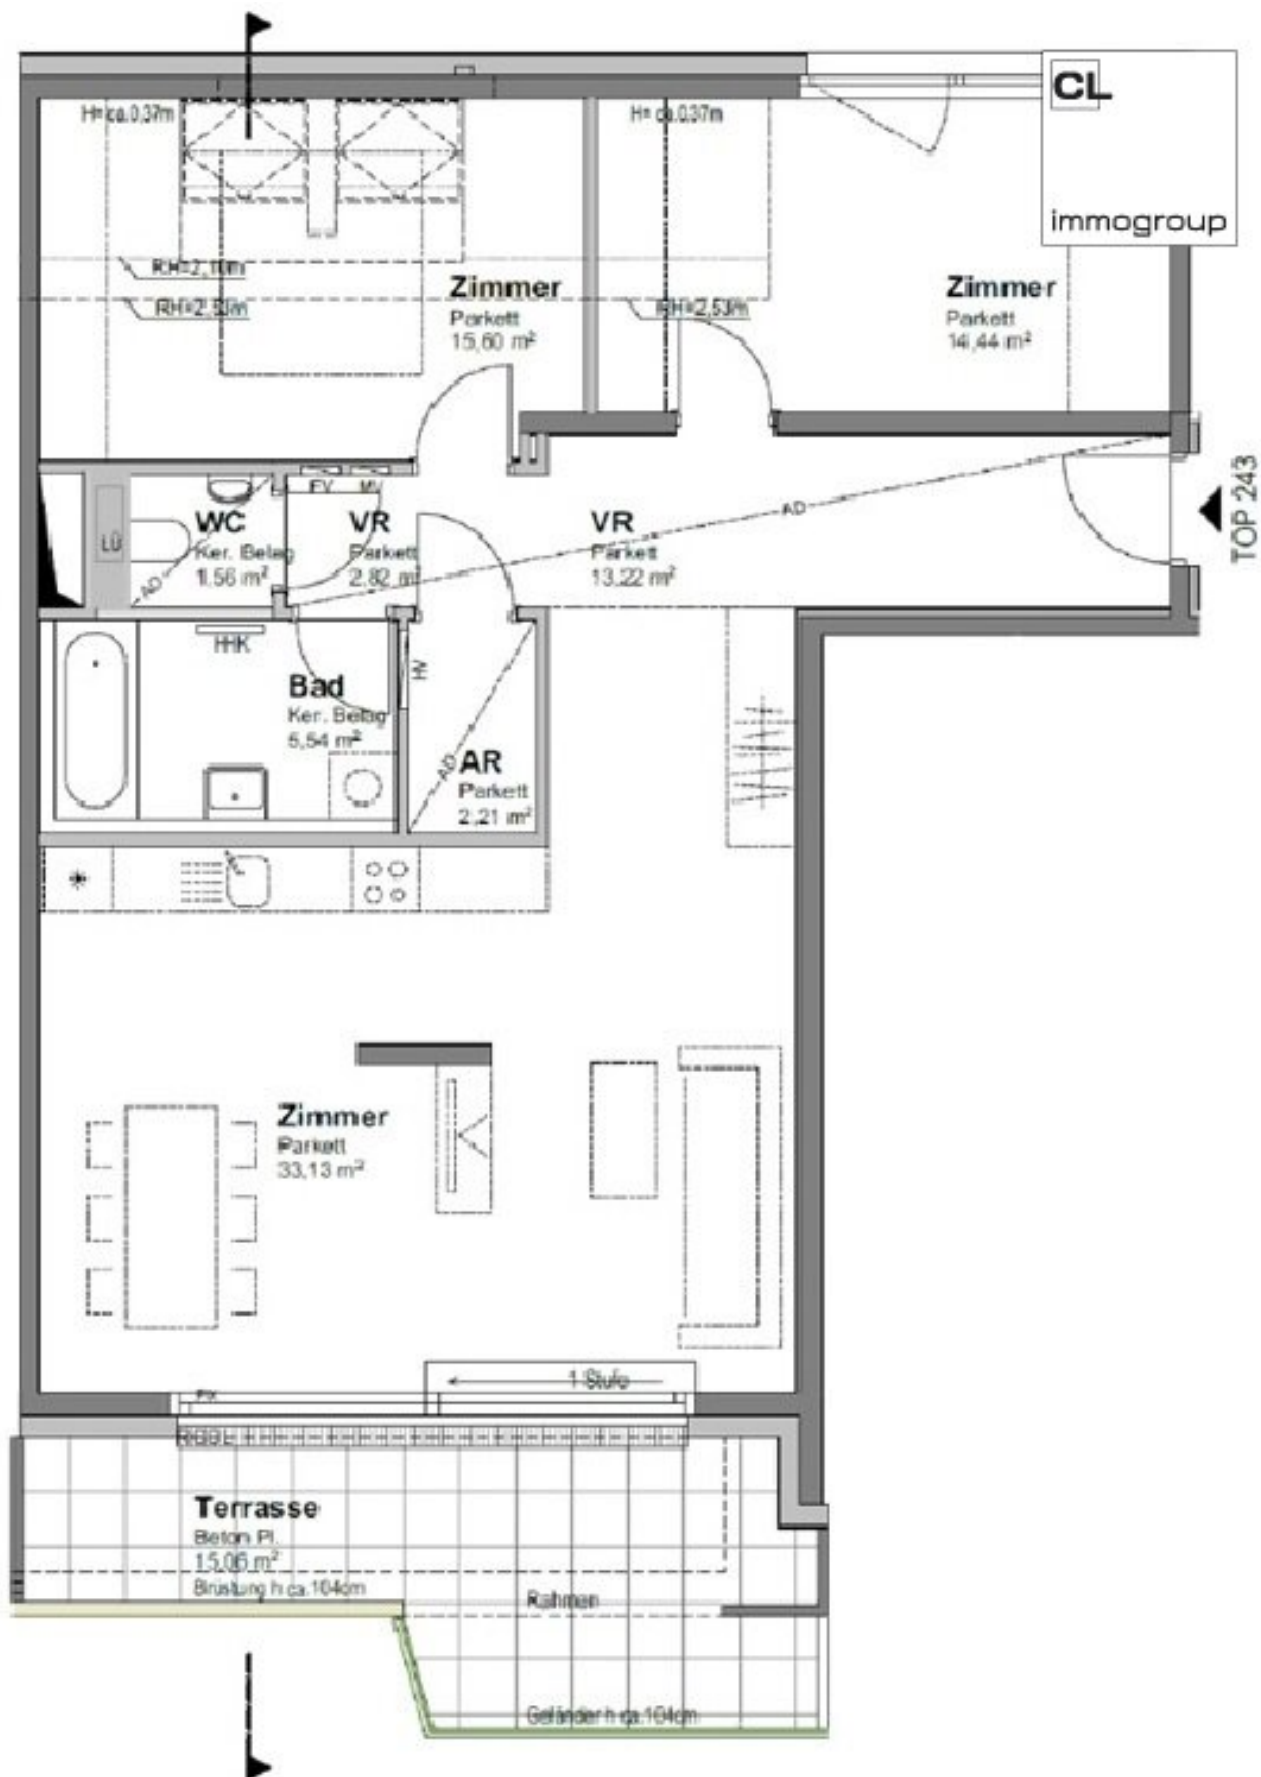 CL
immogroup
H= ca.0,37m
H= ca.0,37m
RH=2,10m
RH=2,53m
Zimmer
Parkett
15,60 m²
RH=2,53m
Zimmer
Parkett
14,44 m²
TOP 243
LÜ
WC
Ker. Belag
1,56 m²
AD
VR
Parkett
2,82 m²
VR
Parkett
13,22 m²
AD
HHK
Bad
Ker. Belag
5,54 m²
HV
AD
AR
Parkett
2,21 m²
Zimmer
Parkett
33,13 m²
1 Stufe
FIX
Terrasse
Beton Pl.
15,06 m²
Brüstung h ca. 104cm
Rahmen
Geländer h ca. 104cm